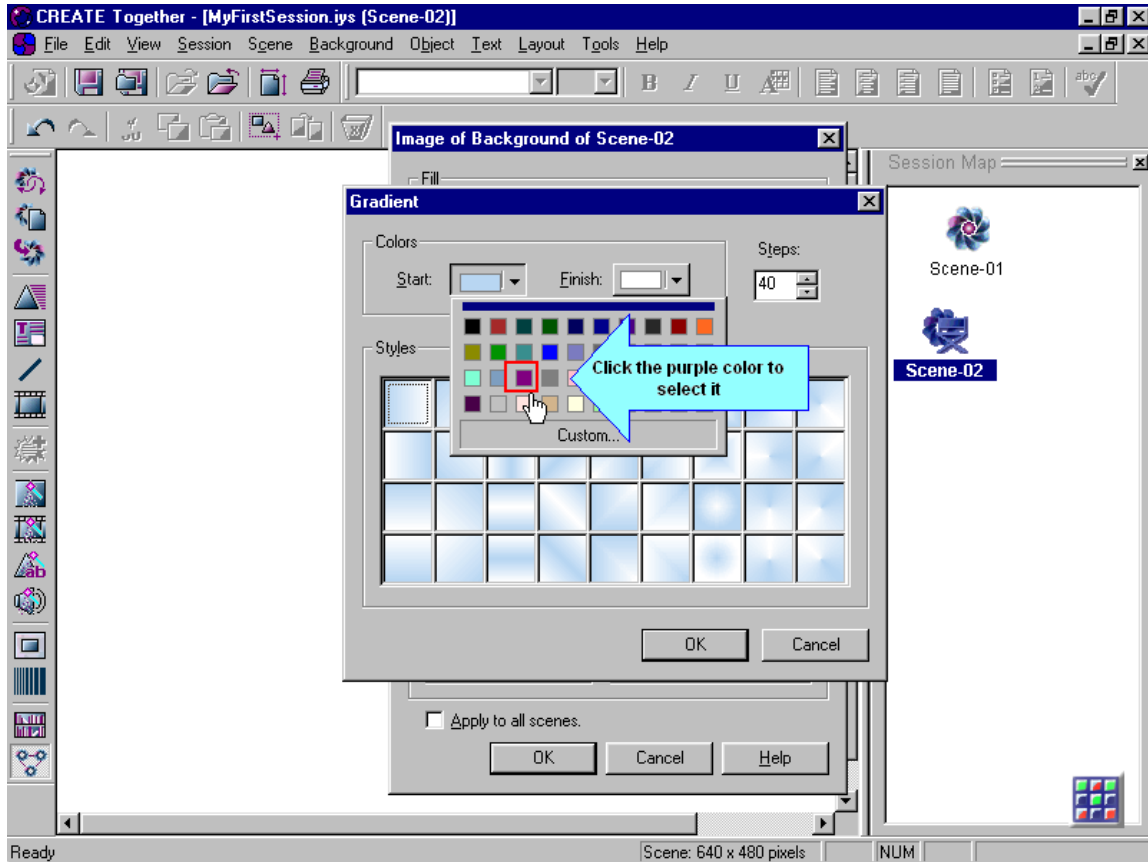 CREATE Together - [MyFirstSession.iys (Scene-02)]
File Edit View Session Scene Background Object Text Layout Tools Help
B I U A abc
Image of Background of Scene-02
Fill
Session Map
Gradient
Colors
Steps:
Start: Finish: 40
Scene-01
Styles
Click the purple color to
select it
Scene-02
Custom...
ab
OK Cancel
Apply to all scenes.
OK Cancel Help
Ready Scene: 640 x 480 pixels NUM